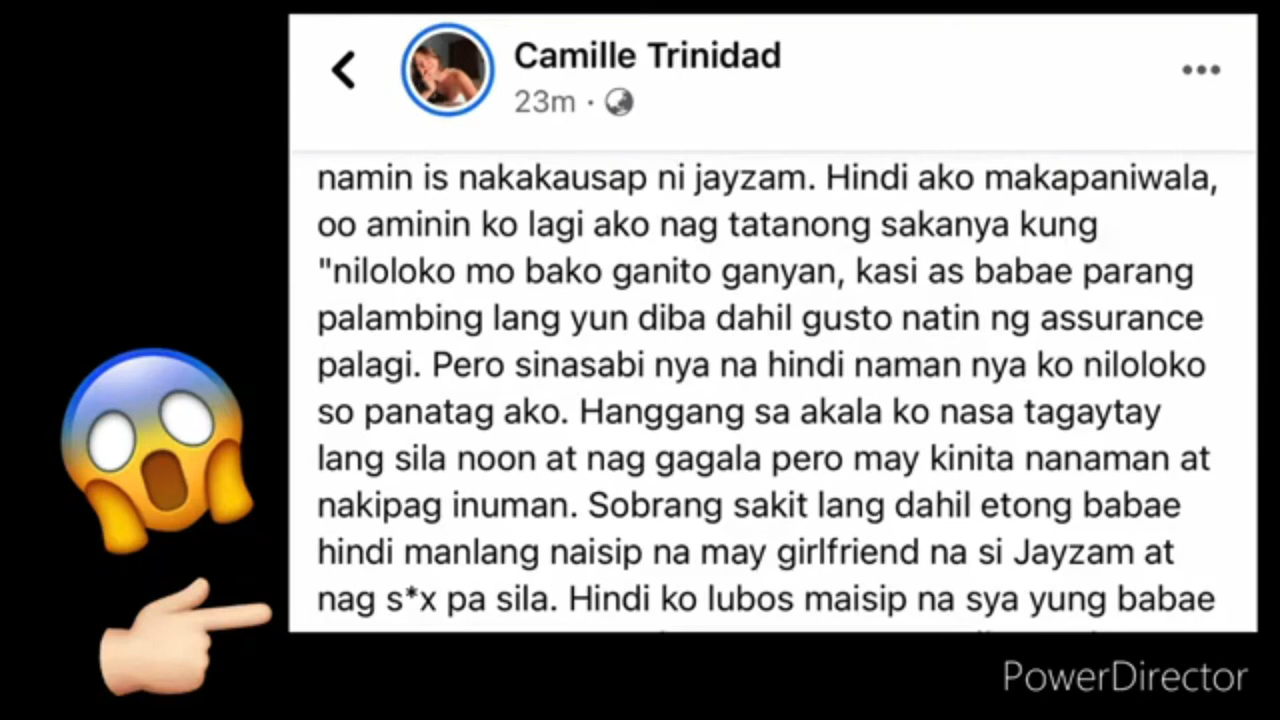 Camille Trinidad
23m ·
namin is nakakausap ni jayzam. Hindi ako makapaniwala,
oo aminin ko lagi ako nag tatanong sakanya kung
"niloloko mo bako ganito ganyan, kasi as babae parang
palambing lang yun diba dahil gusto natin ng assurance
palagi. Pero sinasabi nya na hindi naman nya ko niloloko
so panatag ako. Hanggang sa akala ko nasa tagaytay
lang sila noon at nag gagala pero may kinita nanaman at
nakipag inuman. Sobrang sakit lang dahil etong babae
hindi manlang naisip na may girlfriend na si Jayzam at
nag s*x pa sila. Hindi ko lubos maisip na sya yung babae
PowerDirector